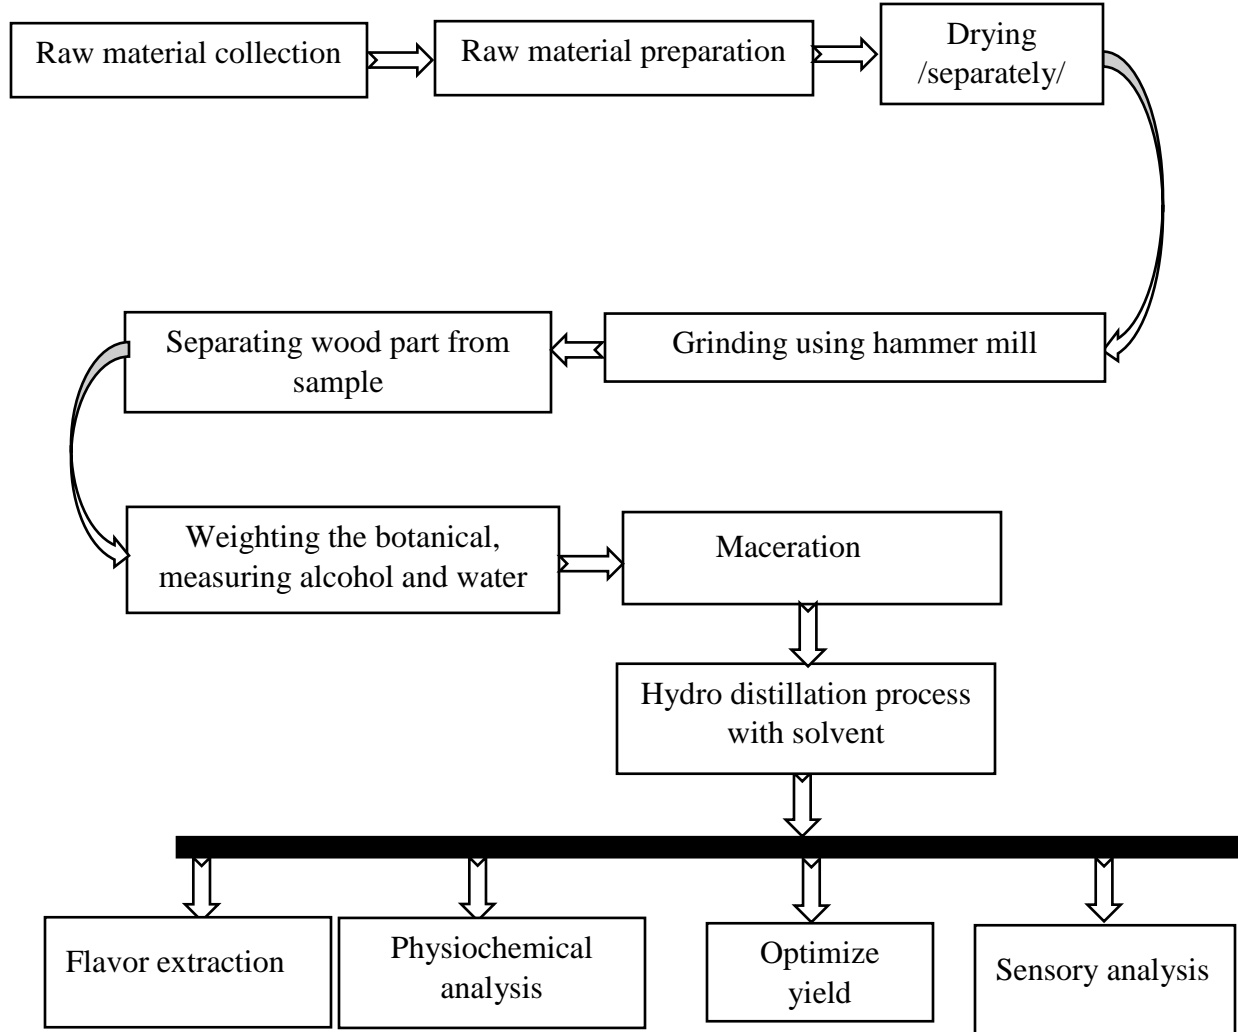 Raw material collection
Raw material preparation
Drying
/separately/
Grinding using hammer mill
Separating wood part from
sample
Weighting the botanical,
measuring alcohol and water
Maceration
Hydro distillation process
with solvent
Flavor extraction
Physiochemical
analysis
Optimize
yield
Sensory analysis